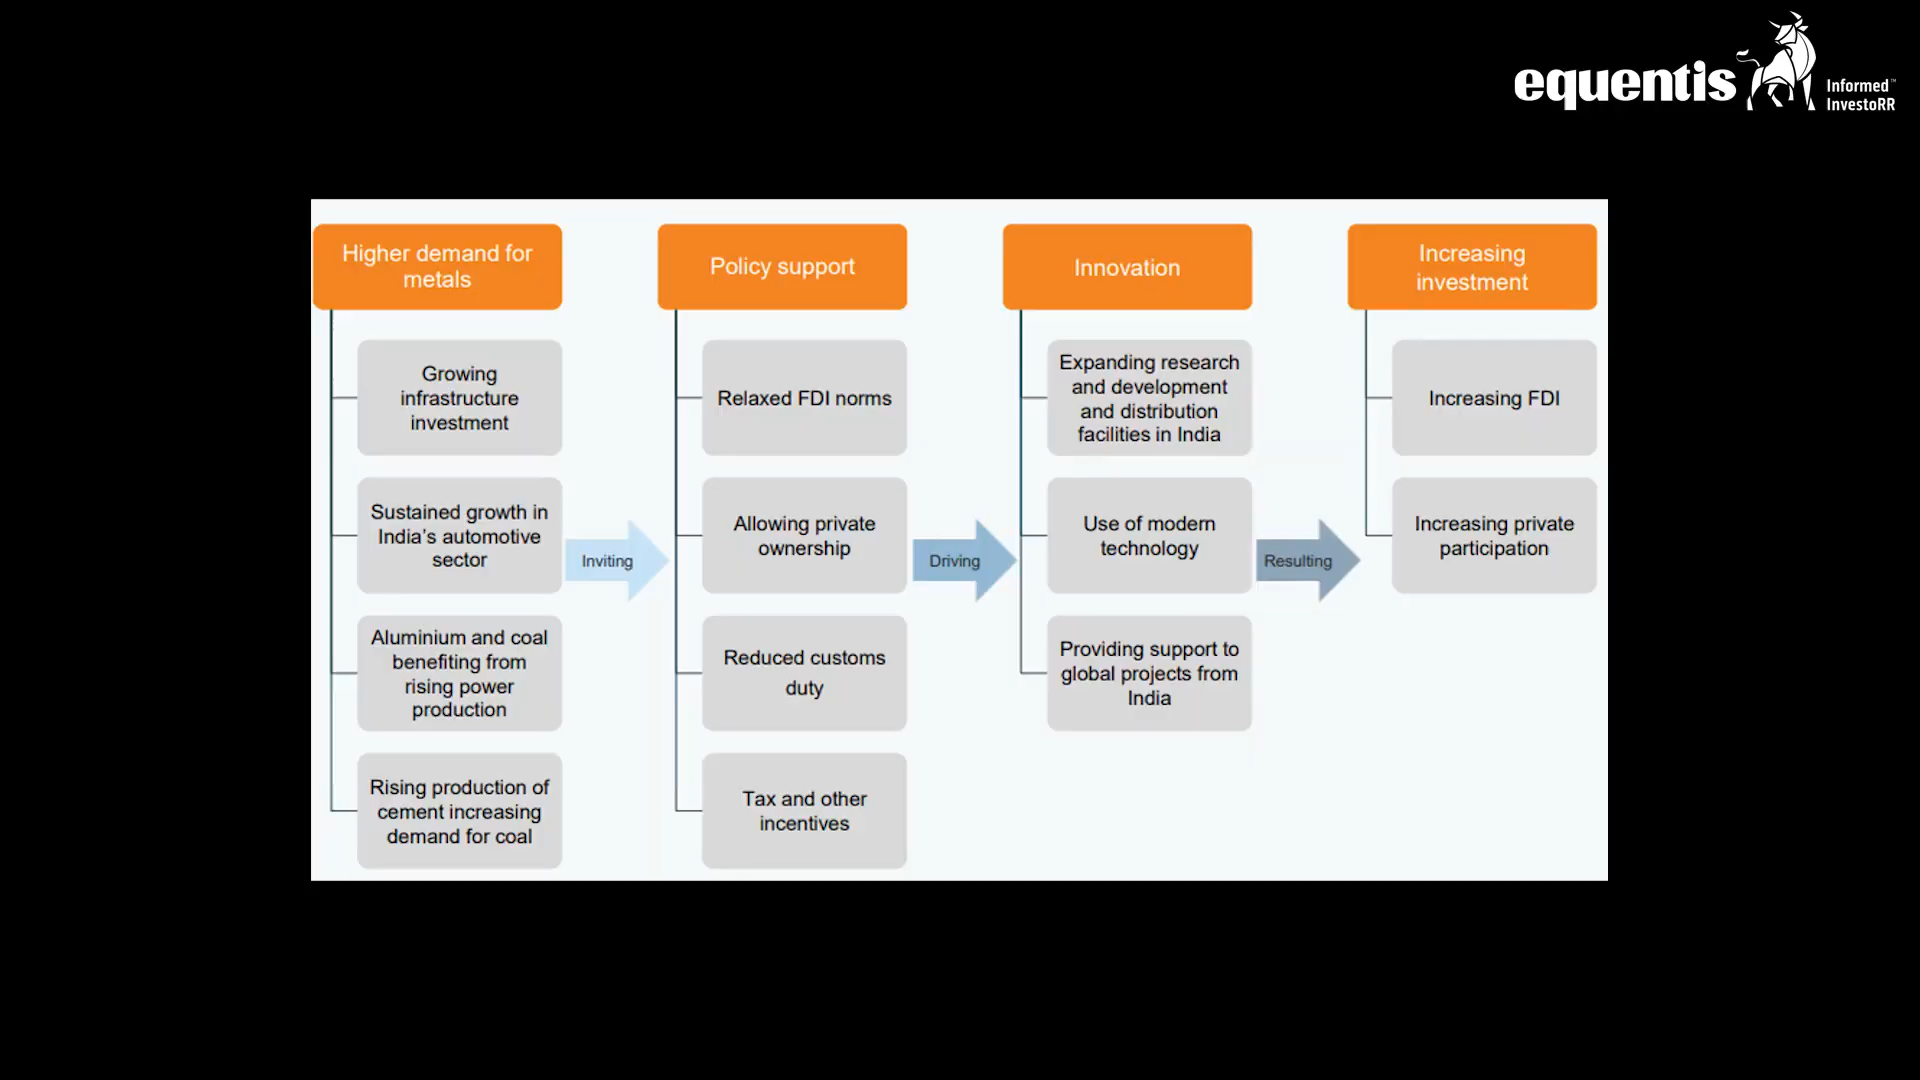 equentis
Informed™
InvestoRR
Higher demand for
metals
Growing
infrastructure
investment
Sustained growth in
India's automotive
sector
Aluminium and coal
benefiting from
rising power
production
Rising production of
cement increasing
demand for coal
Inviting
Policy support
Relaxed FDI norms
Allowing private
ownership
Reduced customs
duty
Tax and other
incentives
Driving
Innovation
Expanding research
and development
and distribution
facilities in India
Use of modern
technology
Providing support to
global projects from
India
Resulting
Increasing
investment
Increasing FDI
Increasing private
participation